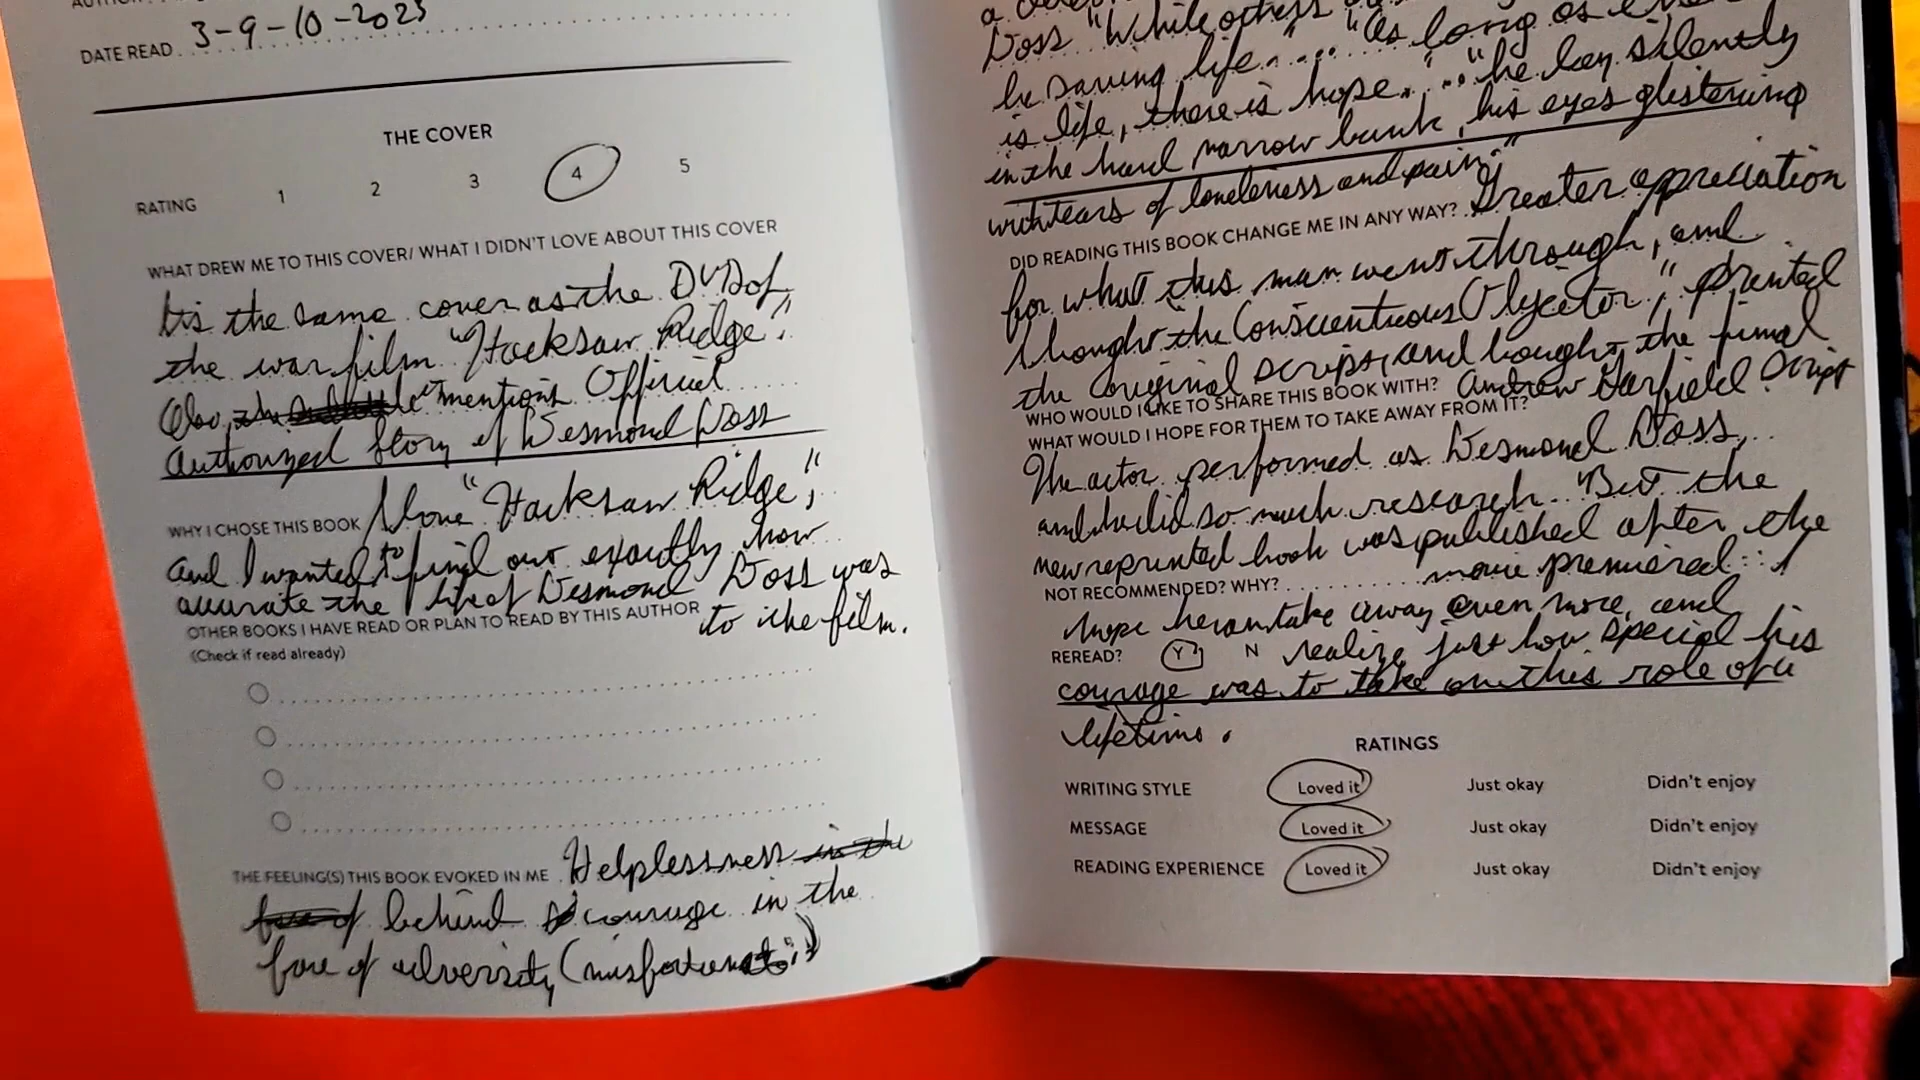 DATE READ 3-9-10-2023
THE COVER
RATING 1 2 3 4 5
WHAT DREW ME TO THIS COVER/ WHAT I DIDN'T LOVE ABOUT THIS COVER
the same cover as the DVD of
the war film "Hacksaw Ridge".
Also mentions Official
Authorized Story of Desmond Doss
WHY I CHOSE THIS BOOK I love "Hacksaw Ridge",
and I wanted to find out exactly how
accurate the life of Desmond Doss was
to the film.
OTHER BOOKS I HAVE READ OR PLAN TO READ BY THIS AUTHOR
(Check if read already)
THE FEELING(S) THIS BOOK EVOKED IN ME Helplessness in the
face of behind courage in the
face of adversity
Doss "While others
be saving life." ... "As long as there
is life, there is hope." ... "he lay silently
in the hard narrow bunk, his eyes glistening
with tears of loneliness and pain."
DID READING THIS BOOK CHANGE ME IN ANY WAY? Greater appreciation
for what this man went through, and
I bought the Conscientuous Objector," printed
the original script, and bought the final
script
WHO WOULD I LIKE TO SHARE THIS BOOK WITH? Andrew Garfield
WHAT WOULD I HOPE FOR THEM TO TAKE AWAY FROM IT?
The actor performed as Desmond Doss,
and he did so much research. But the
new reprinted book was published after the
movie premiered. I
NOT RECOMMENDED? WHY?
hope he can take away even more, and
REREAD? Y N realize just how special his
courage was to take on this role of a
lifetime.
RATINGS
WRITING STYLE Loved it Just okay Didn't enjoy
MESSAGE Loved it Just okay Didn't enjoy
READING EXPERIENCE Loved it Just okay Didn't enjoy